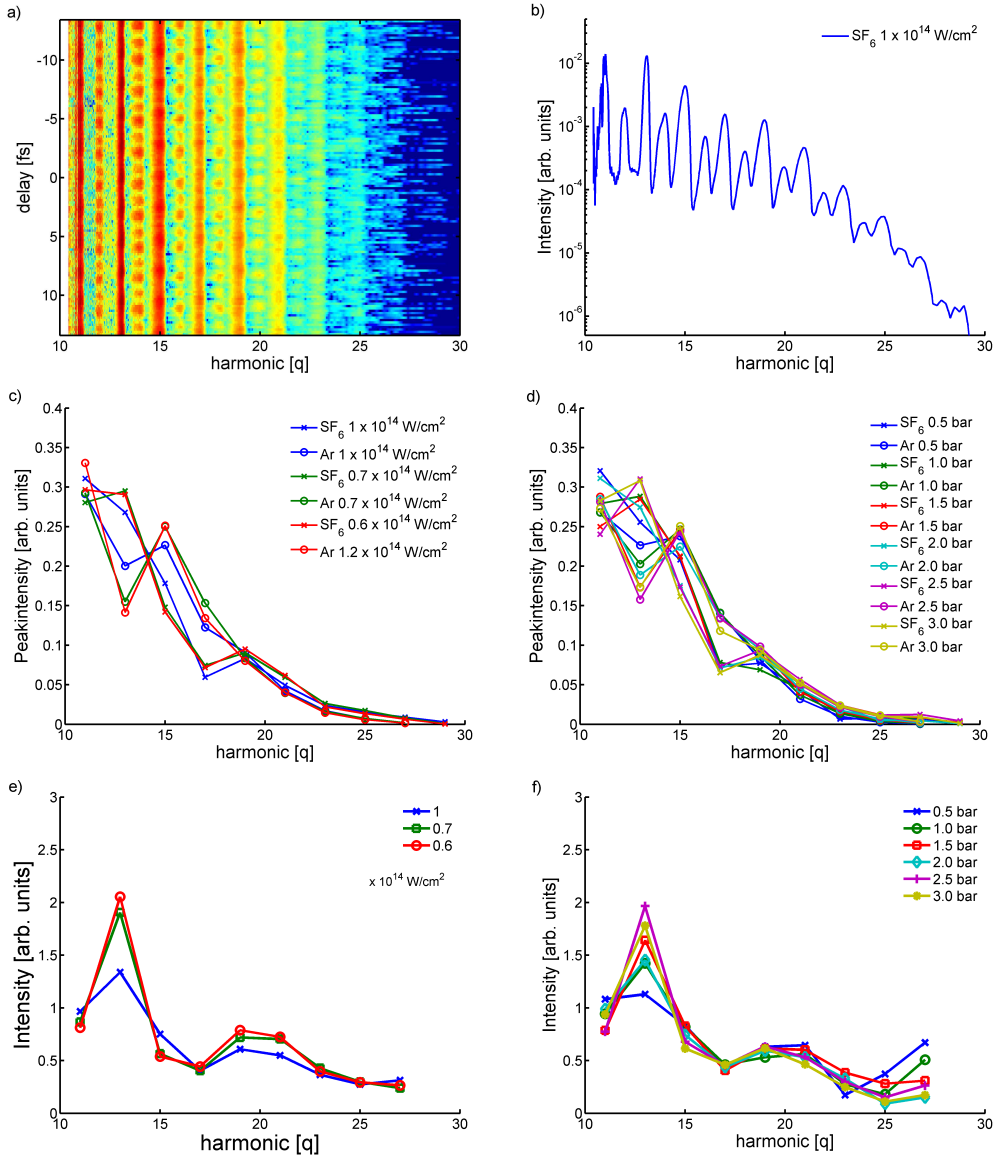 a)
-10
-5
0
5
10
delay [fs]
10 15 20 25 30
harmonic [q]
b)
SF6 1 x 10^14 W/cm^2
10^-2
10^-3
10^-4
10^-5
10^-6
Intensity [arb. units]
10 15 20 25 30
harmonic [q]
c)
0.4
0.35
0.3
0.25
0.2
0.15
0.1
0.05
0
Peakintensity [arb. units]
SF6 1 x 10^14 W/cm^2
Ar 1 x 10^14 W/cm^2
SF6 0.7 x 10^14 W/cm^2
Ar 0.7 x 10^14 W/cm^2
SF6 0.6 x 10^14 W/cm^2
Ar 1.2 x 10^14 W/cm^2
10 15 20 25 30
harmonic [q]
d)
0.4
0.35
0.3
0.25
0.2
0.15
0.1
0.05
0
Peakintensity [arb. units]
SF6 0.5 bar
Ar 0.5 bar
SF6 1.0 bar
Ar 1.0 bar
SF6 1.5 bar
Ar 1.5 bar
SF6 2.0 bar
Ar 2.0 bar
SF6 2.5 bar
Ar 2.5 bar
SF6 3.0 bar
Ar 3.0 bar
10 15 20 25 30
harmonic [q]
e)
3
2.5
2
1.5
1
0.5
0
Intensity [arb. units]
1
0.7
0.6
x 10^14 W/cm^2
10 15 20 25 30
harmonic [q]
f)
3
2.5
2
1.5
1
0.5
0
Intensity [arb. units]
0.5 bar
1.0 bar
1.5 bar
2.0 bar
2.5 bar
3.0 bar
10 15 20 25 30
harmonic [q]